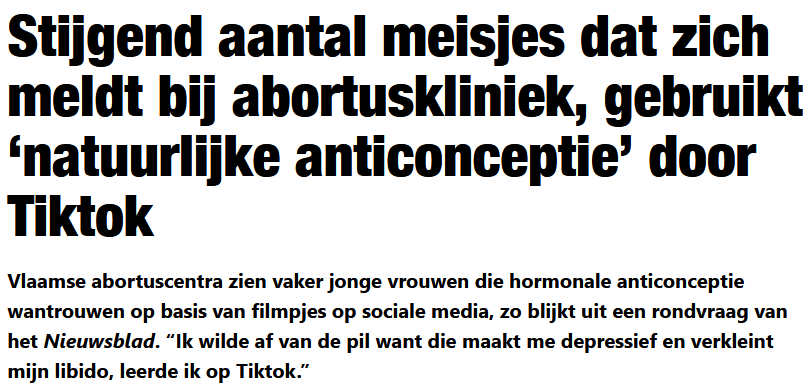 Stijgend aantal meisjes dat zich
meldt bij abortuskliniek, gebruikt
‘natuurlijke anticonceptie’ door
Tiktok
Vlaamse abortuscentra zien vaker jonge vrouwen die hormonale anticonceptie
wantrouwen op basis van filmpjes op sociale media, zo blijkt uit een rondvraag van
het Nieuwsblad. “Ik wilde af van de pil want die maakt me depressief en verkleint
mijn libido, leerde ik op Tiktok.”